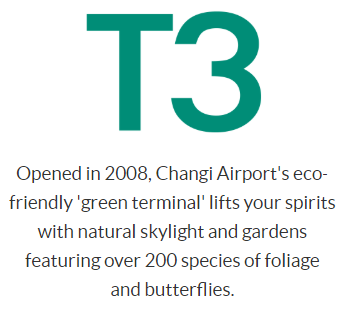 T3
Opened in 2008, Changi Airport's eco-
friendly 'green terminal' lifts your spirits
with natural skylight and gardens
featuring over 200 species of foliage
and butterflies.